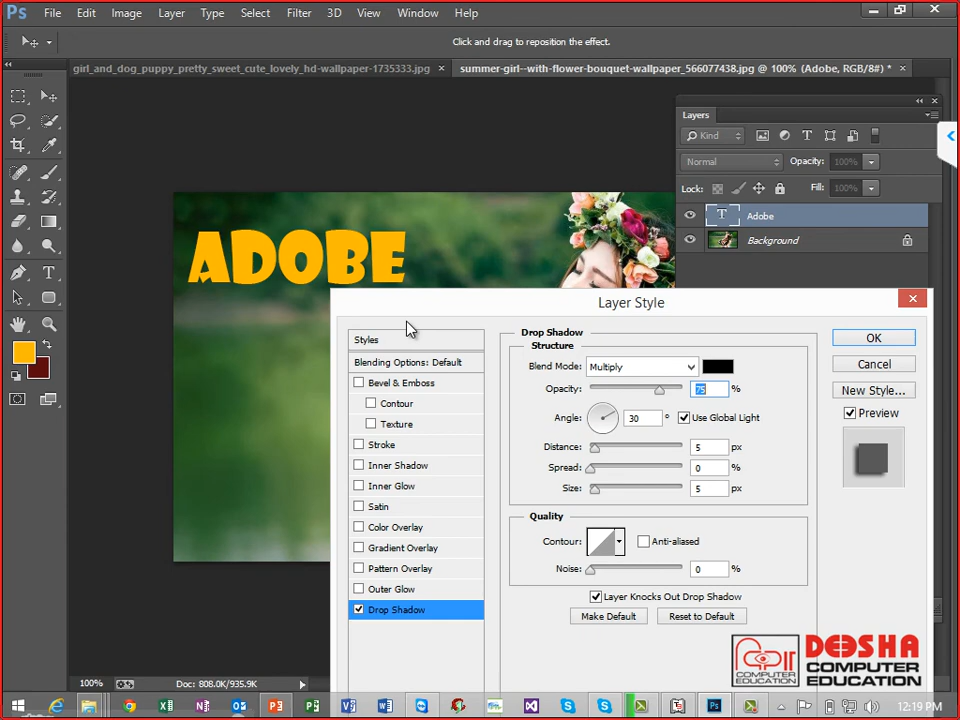 Ps File Edit Image Layer Type Select Filter 3D View Window Help
Click and drag to reposition the effect.
girl_and_dog_puppy_pretty_sweet_cute_lovely_hd-wallpaper-1735333.jpg ×
summer-girl--with-flower-bouquet-wallpaper_566077438.jpg @ 100% (Adobe, RGB/8#) * ×
Layers
Kind
Normal Opacity: 100%
Lock: Fill: 100%
T Adobe
Background
ADOBE
Layer Style
Styles
Blending Options: Default
Bevel & Emboss
Contour
Texture
Stroke
Inner Shadow
Inner Glow
Satin
Color Overlay
Gradient Overlay
Pattern Overlay
Outer Glow
Drop Shadow
Drop Shadow
Structure
Blend Mode: Multiply
Opacity: 75 %
Angle: 30 ° Use Global Light
Distance: 5 px
Spread: 0 %
Size: 5 px
Quality
Contour: Anti-aliased
Noise: 0 %
Layer Knocks Out Drop Shadow
Make Default Reset to Default
OK
Cancel
New Style...
Preview
COMPUTER
EDUCATION
100% Doc: 808.0K/935.9K
12:19 PM